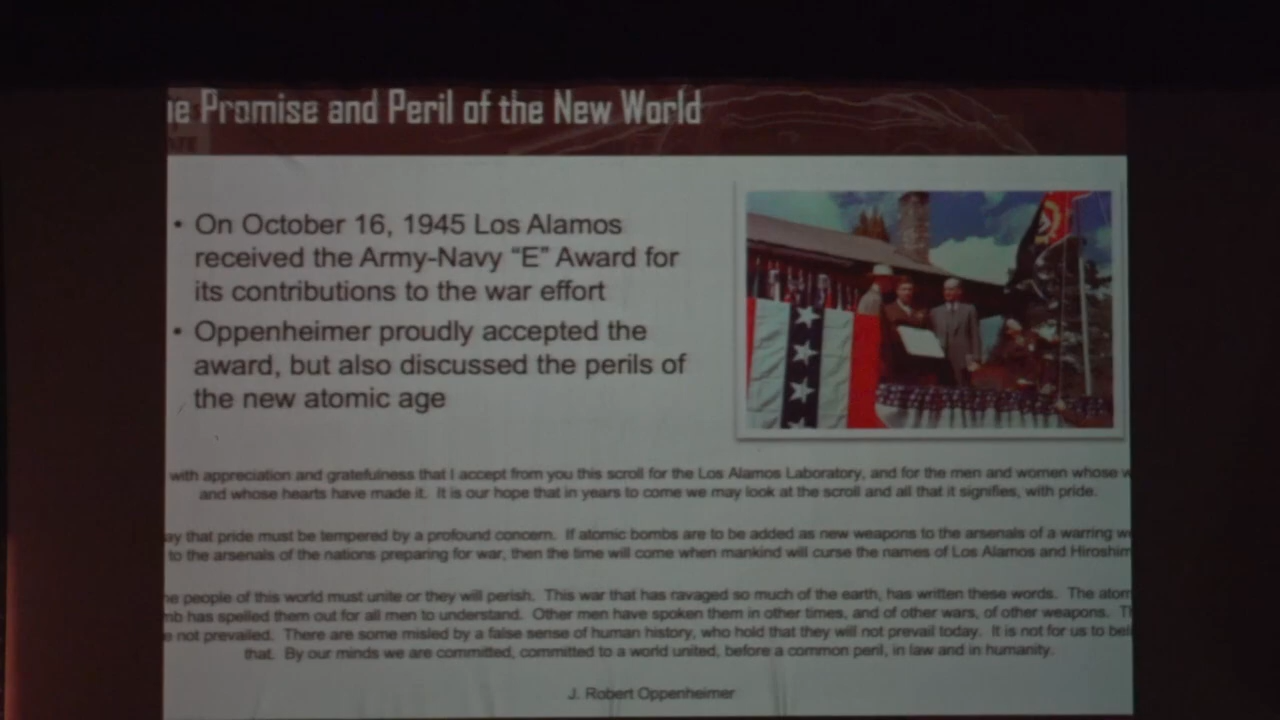 e Promise and Peril of the New World
• On October 16, 1945 Los Alamos
received the Army-Navy “E” Award for
its contributions to the war effort
• Oppenheimer proudly accepted the
award, but also discussed the perils of
the new atomic age
with appreciation and gratefulness that I accept from you this scroll for the Los Alamos Laboratory, and for the men and women whose
and whose hearts have made it. It is our hope that in years to come we may look at the scroll and all that it signifies, with pride.
ay that pride must be tempered by a profound concern. If atomic bombs are to be added as new weapons to the arsenals of a warring
to the arsenals of the nations preparing for war, then the time will come when mankind will curse the names of Los Alamos and Hiroshim
e people of this world must unite or they will perish. This war that has ravaged so much of the earth, has written these words. The atom
mb has spelled them out for all men to understand. Other men have spoken them in other times, and of other wars, of other weapons.
e not prevailed. There are some misled by a false sense of human history, who hold that they will not prevail today. It is not for us to beli
that. By our minds we are committed, committed to a world united, before a common peril, in law and in humanity.
J. Robert Oppenheimer